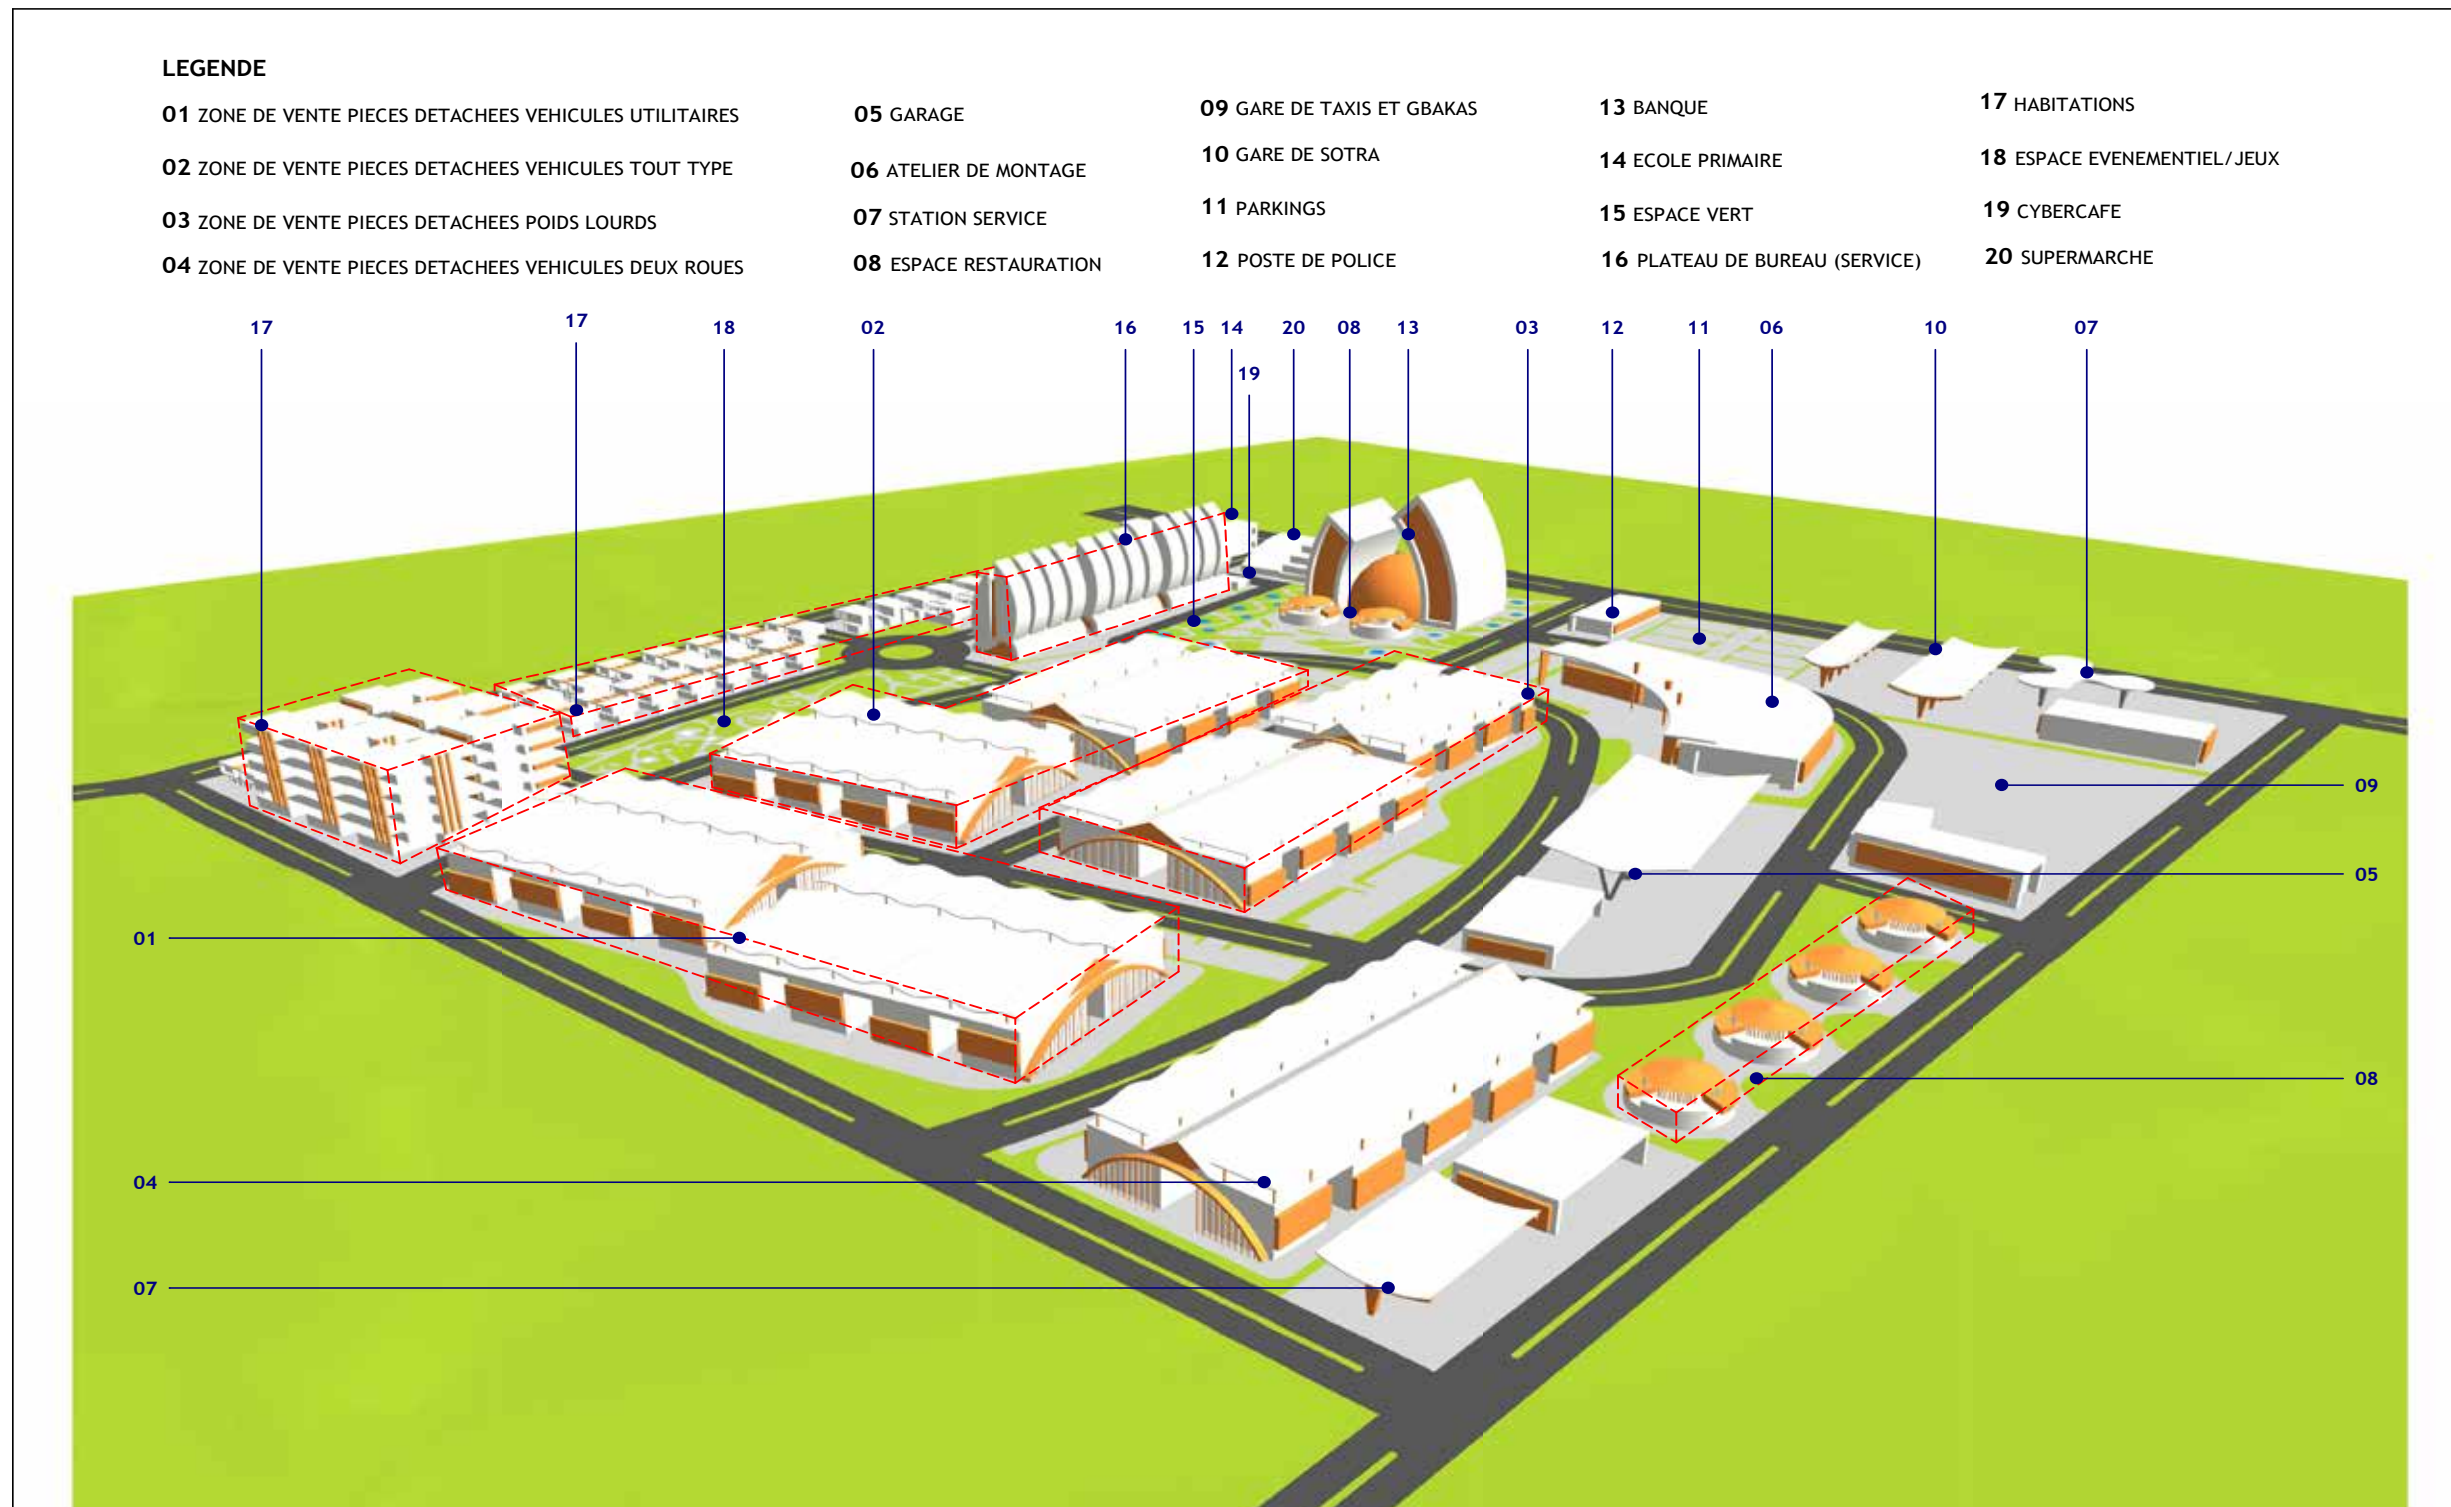 LEGENDE
01 ZONE DE VENTE PIECES DETACHEES VEHICULES UTILITAIRES
02 ZONE DE VENTE PIECES DETACHEES VEHICULES TOUT TYPE
03 ZONE DE VENTE PIECES DETACHEES POIDS LOURDS
04 ZONE DE VENTE PIECES DETACHEES VEHICULES DEUX ROUES
05 GARAGE
06 ATELIER DE MONTAGE
07 STATION SERVICE
08 ESPACE RESTAURATION
09 GARE DE TAXIS ET GBAKAS
10 GARE DE SOTRA
11 PARKINGS
12 POSTE DE POLICE
13 BANQUE
14 ECOLE PRIMAIRE
15 ESPACE VERT
16 PLATEAU DE BUREAU (SERVICE)
17 HABITATIONS
18 ESPACE EVENEMENTIEL/JEUX
19 CYBERCAFE
20 SUPERMARCHE
17 17 18 02 16 15 14 20 08 13 03 12 11 06 10 07
19
09
05
01
08
04
07